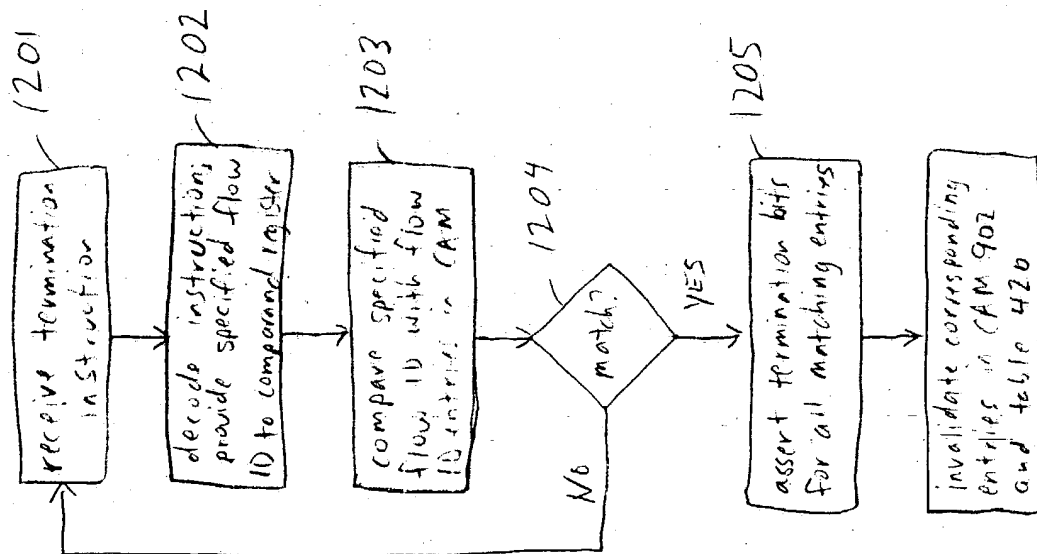 1201
receive termination
instruction
1202
decode instruction;
provide specified flow
ID to comparand register
1203
compare specified
flow ID with flow
ID entries in CAM
1204
match?
NO
YES
1205
assert termination bits
for all matching entries
invalidate corresponding
entries in CAM 902
and table 420